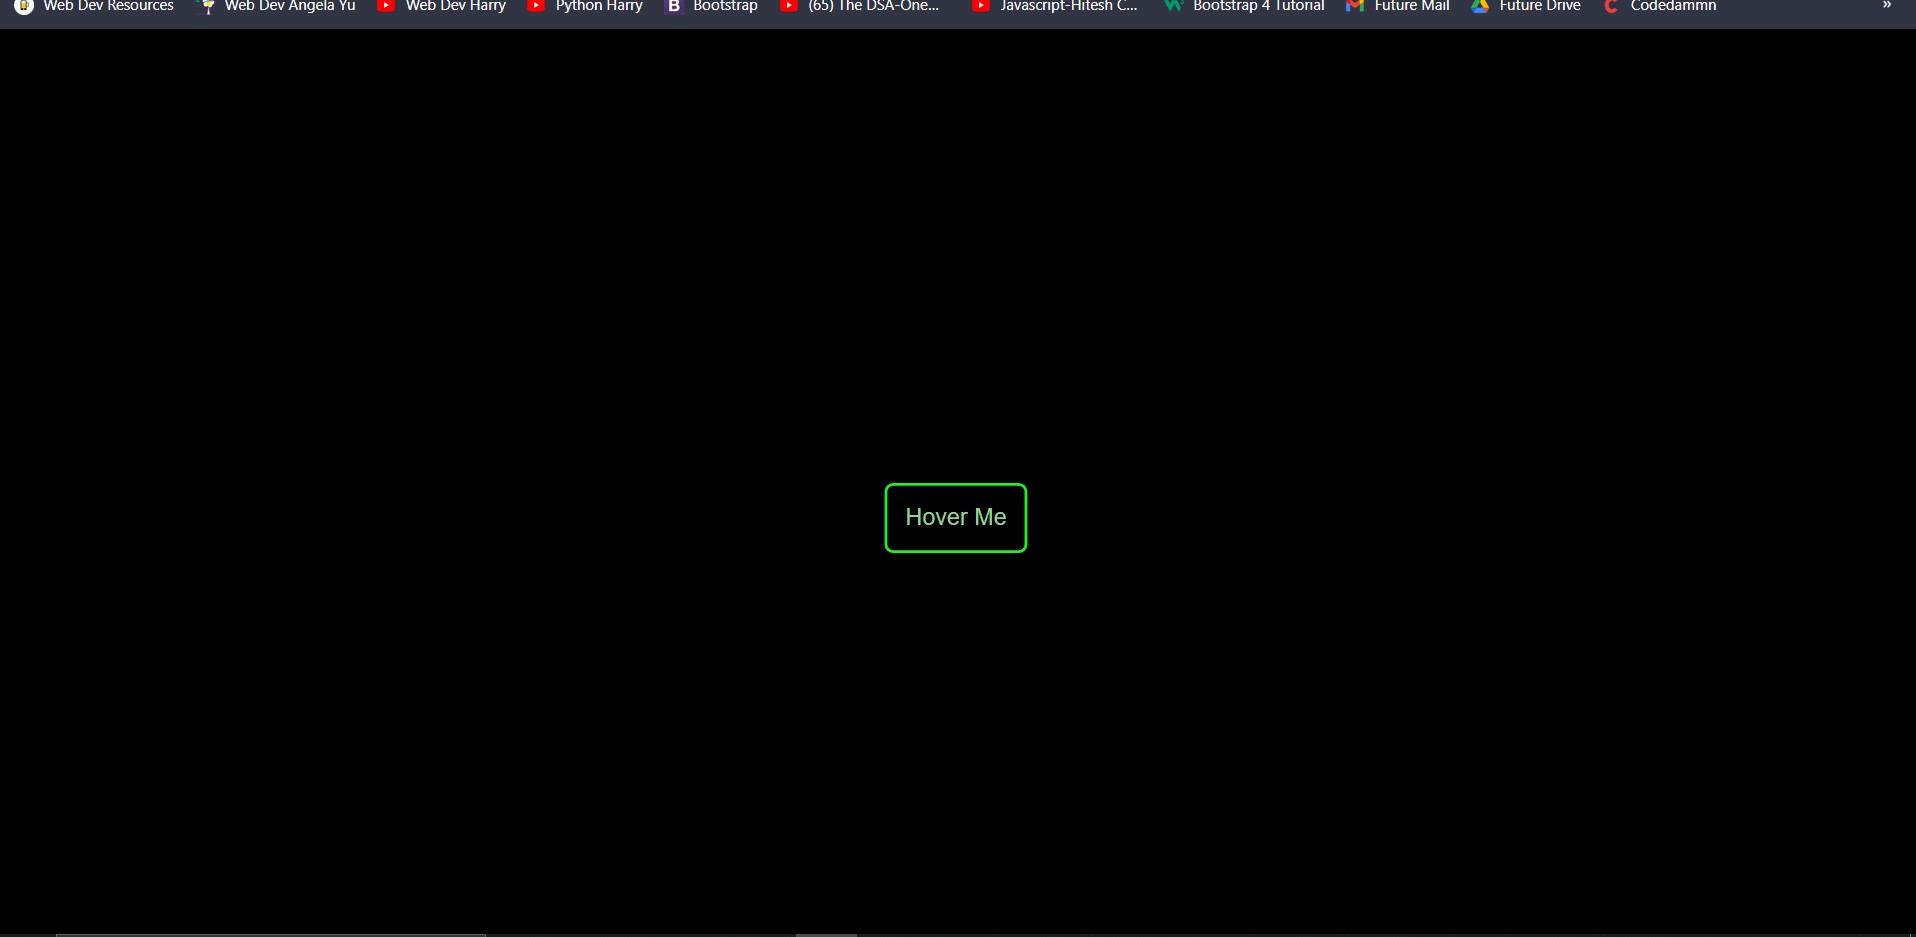 Web Dev Resources Web Dev Angela Yu Web Dev Harry Python Harry B Bootstrap (65) The DSA-One... Javascript-Hitesh C... Bootstrap 4 Tutorial Future Mail Future Drive Codedammn »
Hover Me